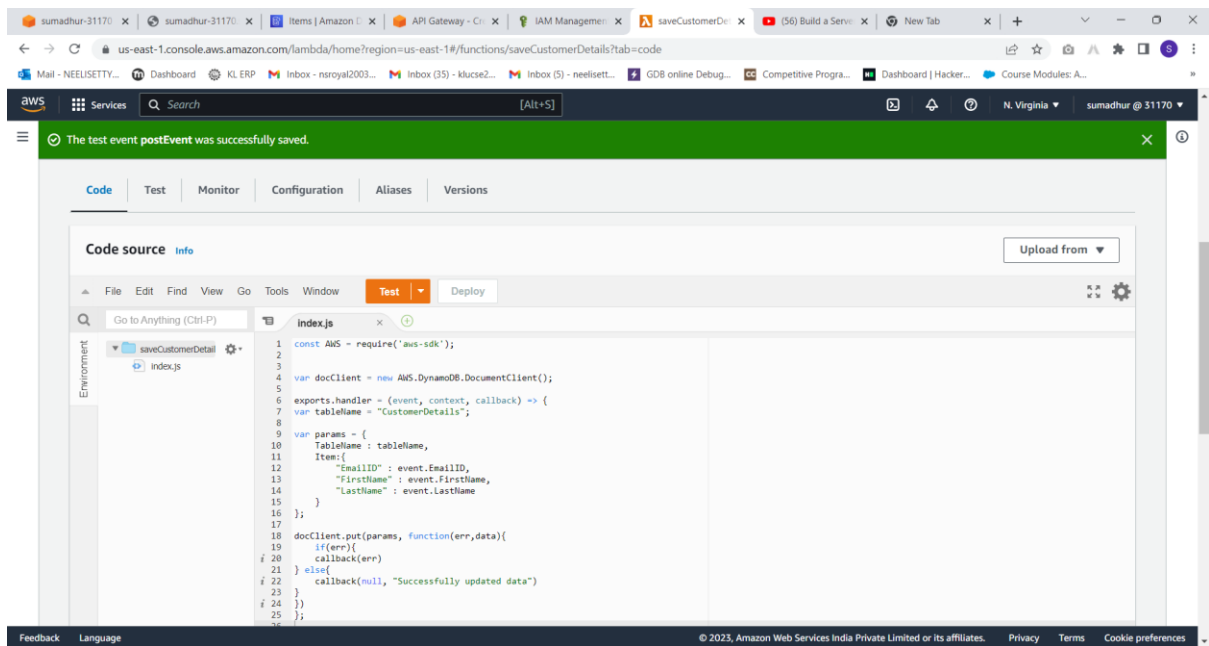 sumadhur-31170 sumadhur-31170 Items | Amazon D API Gateway - Cre IAM Management saveCustomerDet (56) Build a Server New Tab
us-east-1.console.aws.amazon.com/lambda/home?region=us-east-1#/functions/saveCustomerDetails?tab=code S
Mail - NEELISETTY... Dashboard KL ERP Inbox - nsroyal2003... Inbox (35) - klucse2... Inbox (5) - neelisett... GDB online Debug... CC Competitive Progra... Dashboard | Hacker... Course Modules: A... »
aws Services Search [Alt+S] N. Virginia sumadhur @ 31170
The test event postEvent was successfully saved.
Code Test Monitor Configuration Aliases Versions
Code source Info Upload from
File Edit Find View Go Tools Window Test Deploy
Go to Anything (Ctrl-P) index.js
Environment
saveCustomerDetail
index.js
1 const AWS = require('aws-sdk');
2
3
4 var docClient = new AWS.DynamoDB.DocumentClient();
5
6 exports.handler = (event, context, callback) => {
7 var tableName = "CustomerDetails";
8
9 var params = {
10 TableName : tableName,
11 Item:{
12 "EmailID" : event.EmailID,
13 "FirstName" : event.FirstName,
14 "LastName" : event.LastName
15 }
16 };
17
18 docClient.put(params, function(err,data){
19 if(err){
i 20 callback(err)
21 } else{
i 22 callback(null, "Successfully updated data")
23 }
i 24 })
25 };
26
Feedback Language © 2023, Amazon Web Services India Private Limited or its affiliates. Privacy Terms Cookie preferences